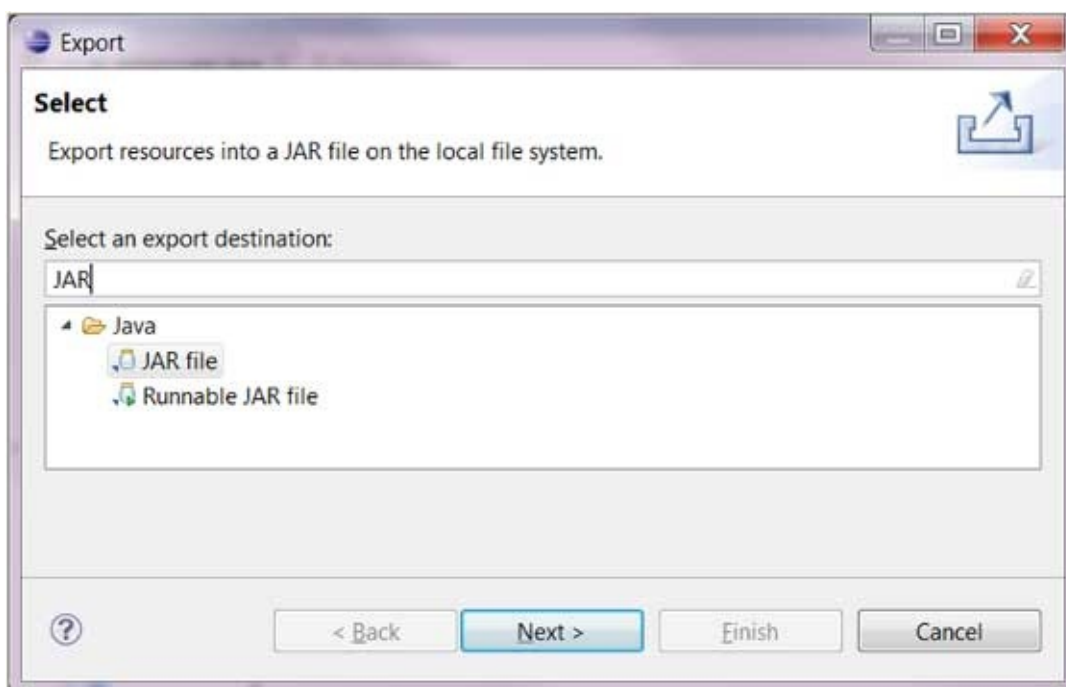 Export
Select
Export resources into a JAR file on the local file system.
Select an export destination:
JAR
Java
JAR file
Runnable JAR file
? < Back Next > Finish Cancel